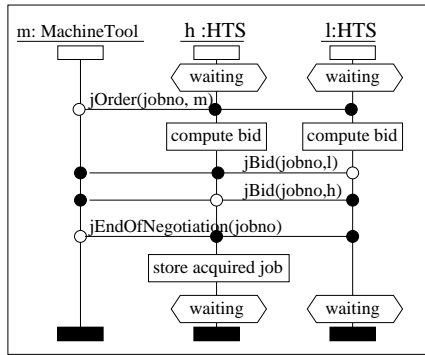 m: MachineTool h :HTS l:HTS
waiting waiting
jOrder(jobno, m)
compute bid compute bid
jBid(jobno,l)
jBid(jobno,h)
jEndOfNegotiation(jobno)
store acquired job
waiting waiting